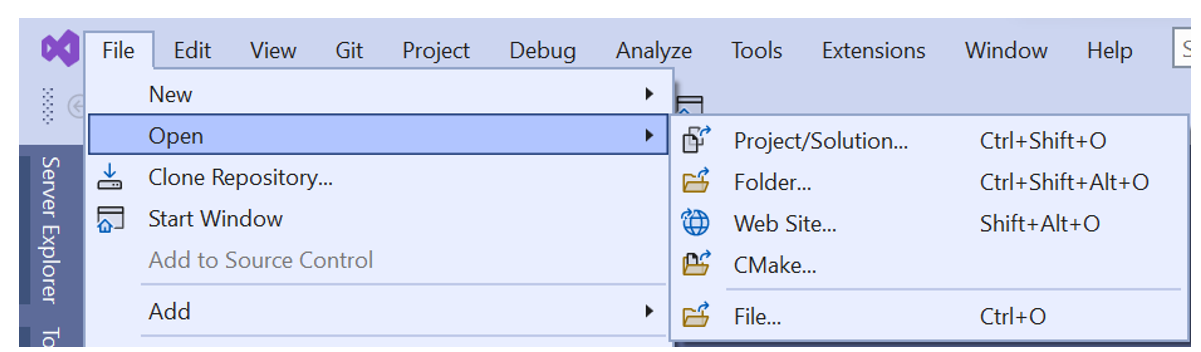 File Edit View Git Project Debug Analyze Tools Extensions Window Help S
New
Open
Clone Repository...
Start Window
Add to Source Control
Add
Project/Solution... Ctrl+Shift+O
Folder... Ctrl+Shift+Alt+O
Web Site... Shift+Alt+O
CMake...
File... Ctrl+O
Server Explorer
To